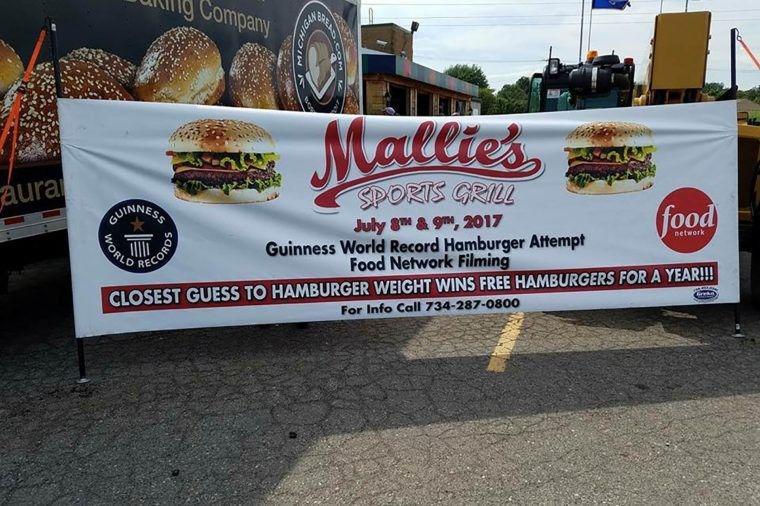 Baking Company
MICHIGAN BREAD.COM
Mallie's
SPORTS GRILL
July 8TH & 9TH, 2017
Guinness World Record Hamburger Attempt
Food Network Filming
CLOSEST GUESS TO HAMBURGER WEIGHT WINS FREE HAMBURGERS FOR A YEAR!!!
For Info Call 734-287-0800
GUINNESS
WORLD RECORDS
food
network